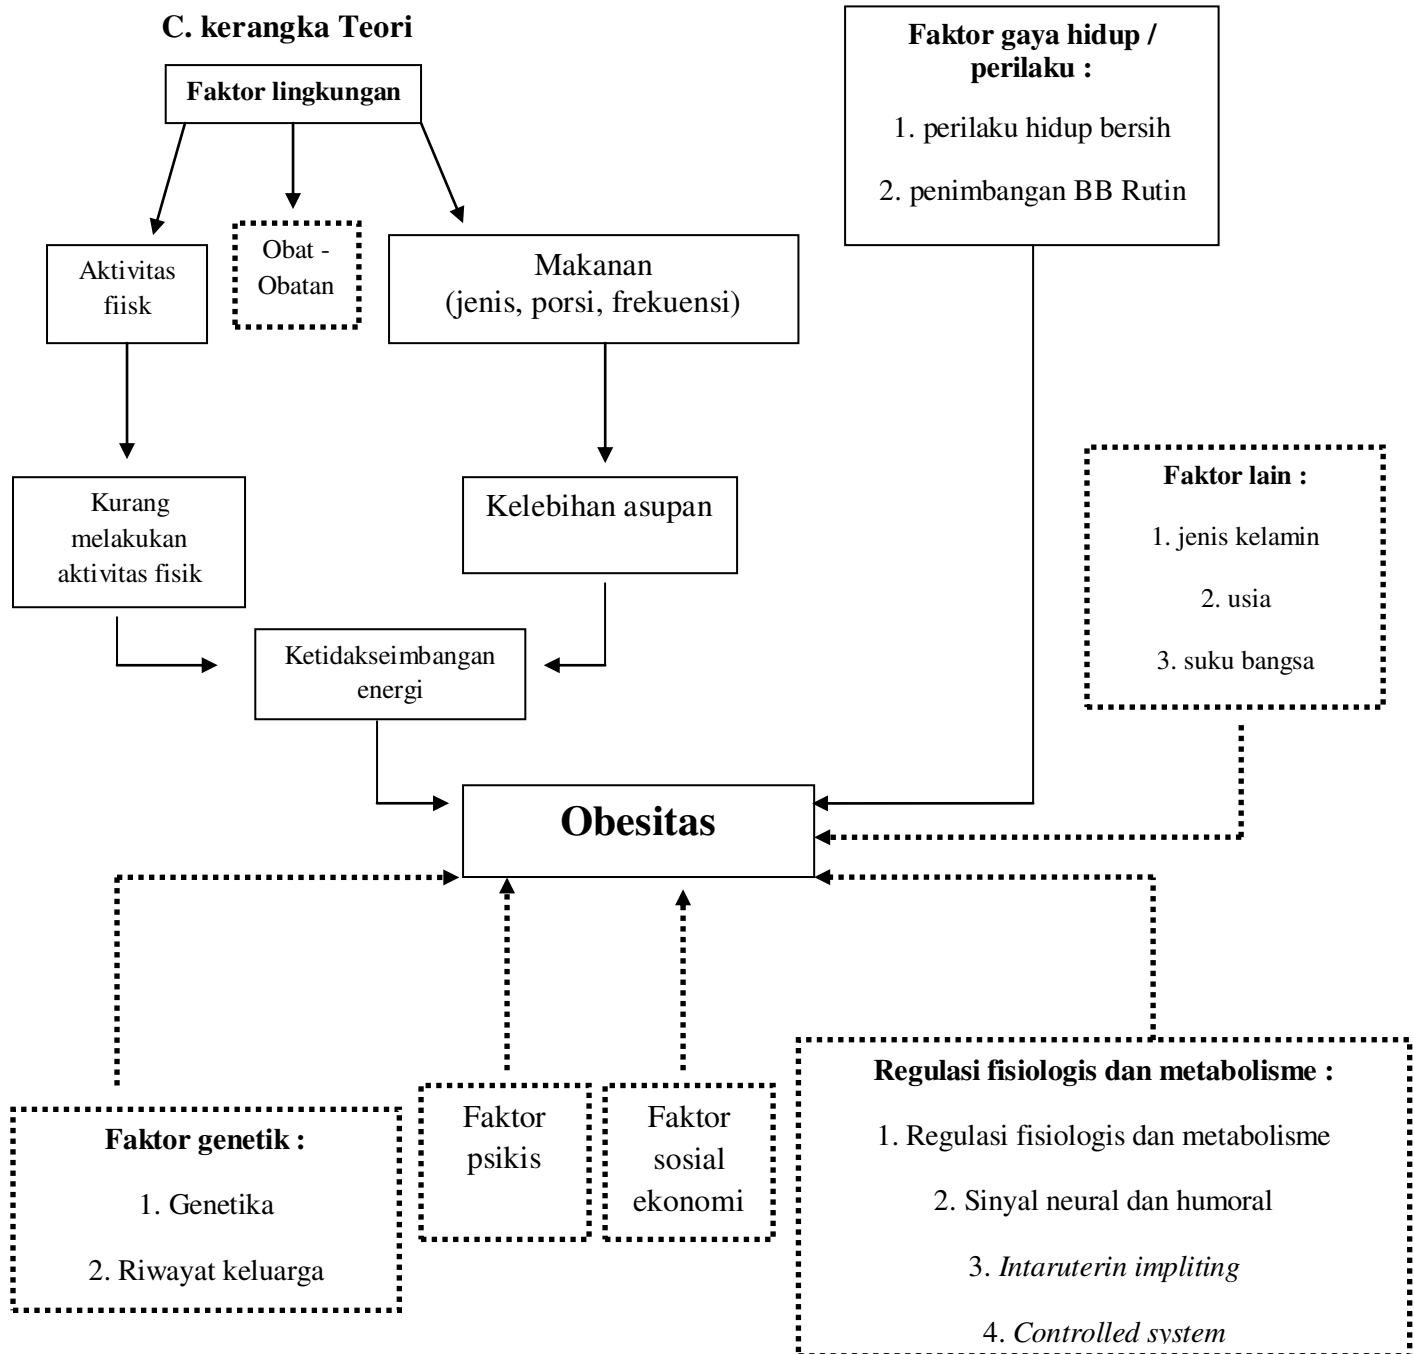 C. kerangka Teori
Faktor lingkungan
Faktor gaya hidup /
perilaku :
1. perilaku hidup bersih
2. penimbangan BB Rutin
Aktivitas
fiisk
Obat -
Obatan
Makanan
(jenis, porsi, frekuensi)
Kurang
melakukan
aktivitas fisik
Kelebihan asupan
Faktor lain :
1. jenis kelamin
2. usia
3. suku bangsa
Ketidakseimbangan
energi
Obesitas
Faktor genetik :
1. Genetika
2. Riwayat keluarga
Faktor
psikis
Faktor
sosial
ekonomi
Regulasi fisiologis dan metabolisme :
1. Regulasi fisiologis dan metabolisme
2. Sinyal neural dan humoral
3. Intaruterin impliting
4. Controlled system